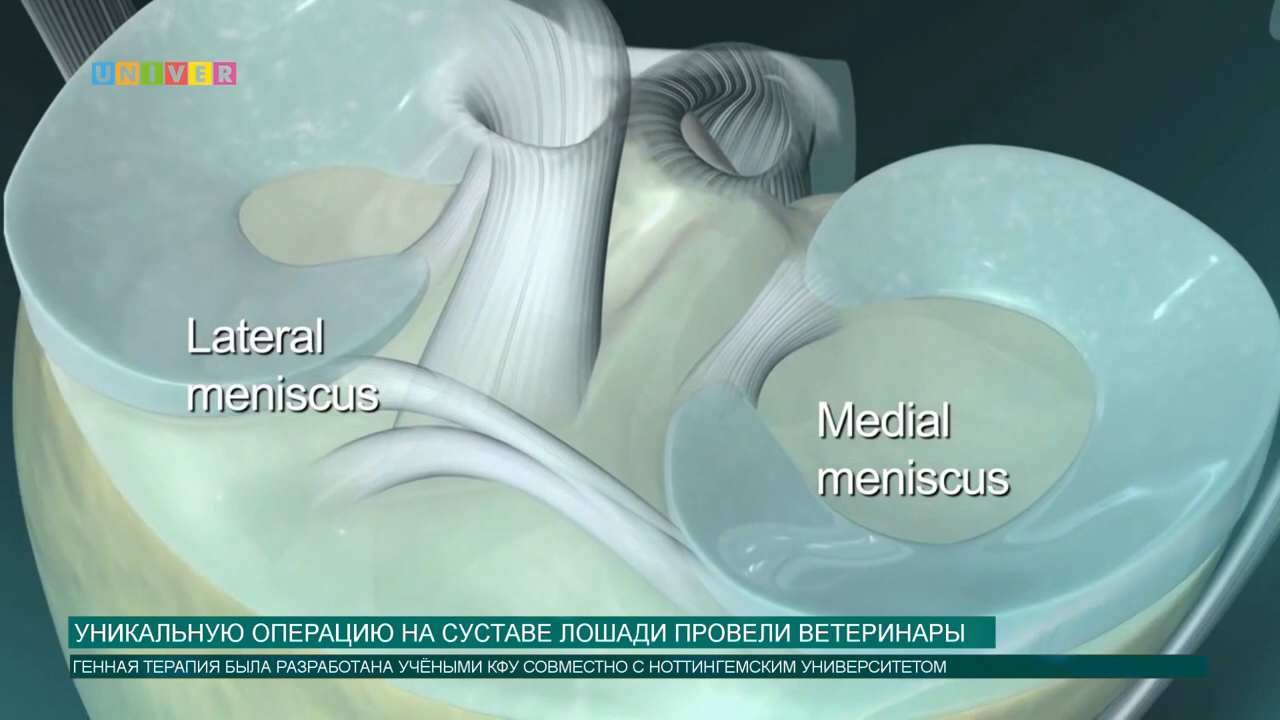 UNIVER
Lateral
meniscus
Medial
meniscus
УНИКАЛЬНУЮ ОПЕРАЦИЮ НА СУСТАВЕ ЛОШАДИ ПРОВЕЛИ ВЕТЕРИНАРЫ
ГЕННАЯ ТЕРАПИЯ БЫЛА РАЗРАБОТАНА УЧЁНЫМИ КФУ СОВМЕСТНО С НОТТИНГЕМСКИМ УНИВЕРСИТЕТОМ